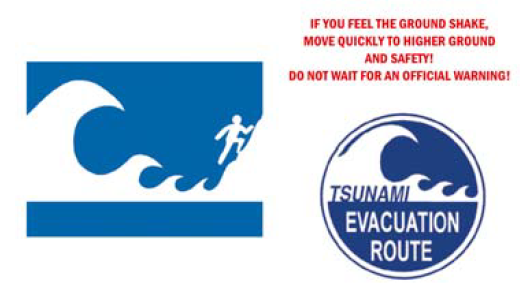 IF YOU FEEL THE GROUND SHAKE,
MOVE QUICKLY TO HIGHER GROUND
AND SAFETY!
DO NOT WAIT FOR AN OFFICIAL WARNING!
TSUNAMI
EVACUATION
ROUTE